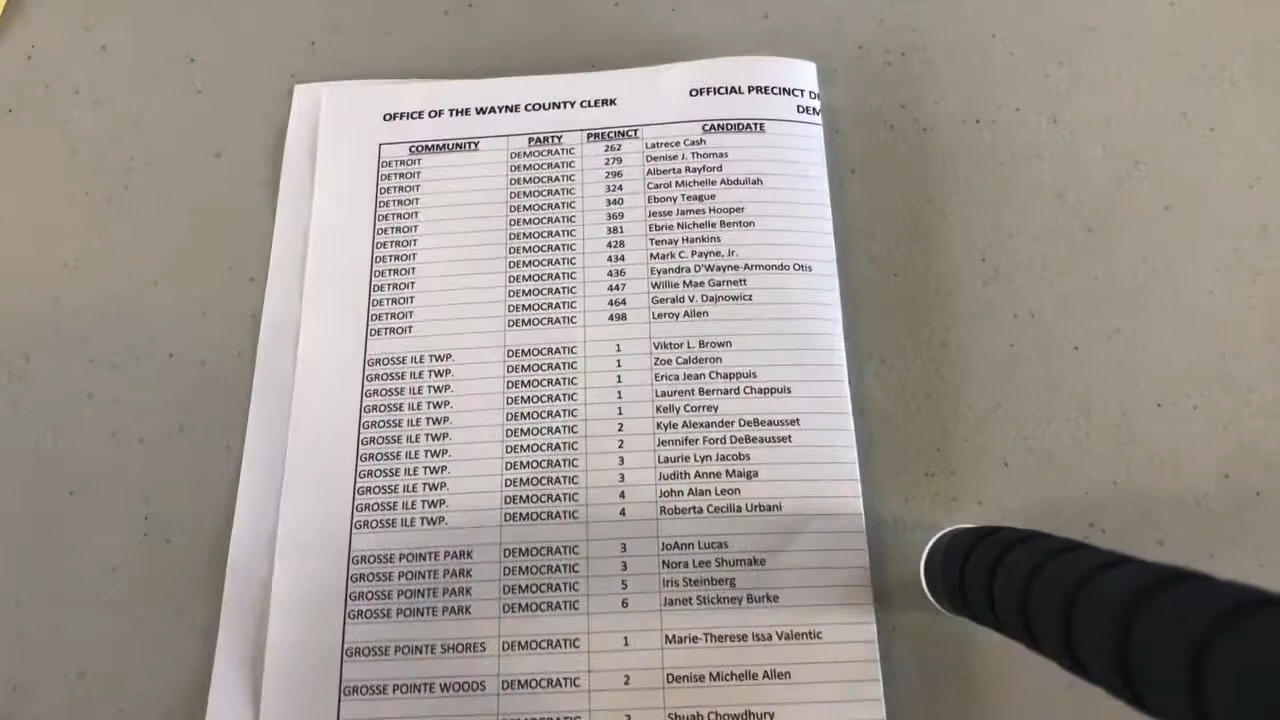 OFFICE OF THE WAYNE COUNTY CLERK OFFICIAL PRECINCT D
DEM
COMMUNITY PARTY PRECINCT CANDIDATE
DETROIT DEMOCRATIC 262 Latrece Cash
DETROIT DEMOCRATIC 279 Denise J. Thomas
DETROIT DEMOCRATIC 296 Alberta Rayford
DETROIT DEMOCRATIC 324 Carol Michelle Abdullah
DETROIT DEMOCRATIC 340 Ebony Teague
DETROIT DEMOCRATIC 369 Jesse James Hooper
DETROIT DEMOCRATIC 381 Ebrie Nichelle Benton
DETROIT DEMOCRATIC 428 Tenay Hankins
DETROIT DEMOCRATIC 434 Mark C. Payne, Jr.
DETROIT DEMOCRATIC 436 Eyandra D'Wayne-Armondo Otis
DETROIT DEMOCRATIC 447 Willie Mae Garnett
DETROIT DEMOCRATIC 464 Gerald V. Dajnowicz
DETROIT DEMOCRATIC 498 Leroy Allen
GROSSE ILE TWP. DEMOCRATIC 1 Viktor L. Brown
GROSSE ILE TWP. DEMOCRATIC 1 Zoe Calderon
GROSSE ILE TWP. DEMOCRATIC 1 Erica Jean Chappuis
GROSSE ILE TWP. DEMOCRATIC 1 Laurent Bernard Chappuis
GROSSE ILE TWP. DEMOCRATIC 1 Kelly Correy
GROSSE ILE TWP. DEMOCRATIC 2 Kyle Alexander DeBeausset
GROSSE ILE TWP. DEMOCRATIC 2 Jennifer Ford DeBeausset
GROSSE ILE TWP. DEMOCRATIC 3 Laurie Lyn Jacobs
GROSSE ILE TWP. DEMOCRATIC 3 Judith Anne Maiga
GROSSE ILE TWP. DEMOCRATIC 4 John Alan Leon
GROSSE ILE TWP. DEMOCRATIC 4 Roberta Cecilia Urbani
GROSSE POINTE PARK DEMOCRATIC 3 JoAnn Lucas
GROSSE POINTE PARK DEMOCRATIC 3 Nora Lee Shumake
GROSSE POINTE PARK DEMOCRATIC 5 Iris Steinberg
GROSSE POINTE PARK DEMOCRATIC 6 Janet Stickney Burke
GROSSE POINTE SHORES DEMOCRATIC 1 Marie-Therese Issa Valentic
GROSSE POINTE WOODS DEMOCRATIC 2 Denise Michelle Allen
DEMOCRATIC Shuab Chowdhury